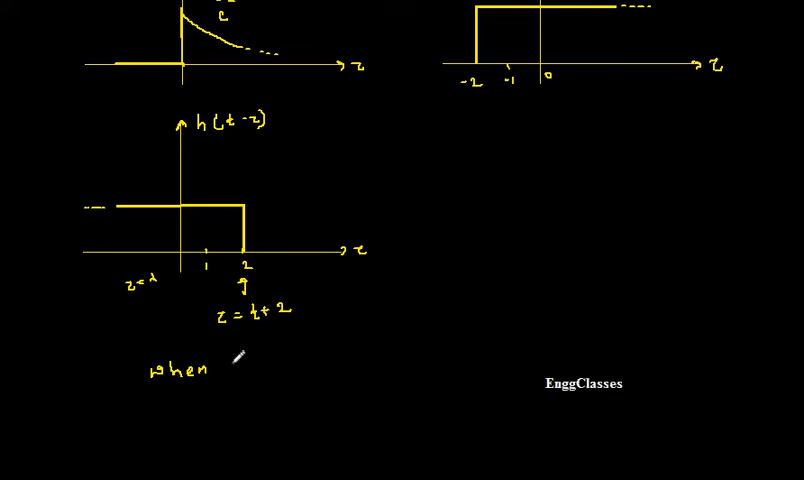 τ
-2 -1 0 τ
h(t-τ)
1 2 τ
τ = t + 2
when
EnggClasses